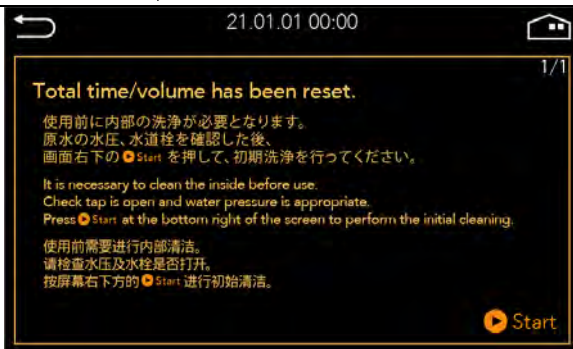 21.01.01 00:00
1/1
Total time/volume has been reset.
使用前に内部の洗浄が必要となります。
原水の水圧、水道栓を確認した後、
画面右下の Start を押して、初期洗浄を行ってください。
It is necessary to clean the inside before use.
Check tap is open and water pressure is appropriate.
Press Start at the bottom right of the screen to perform the initial cleaning.
使用前需要进行内部清洁。
请检查水压及水栓是否打开。
按屏幕右下方的 Start 进行初始清洁。
Start